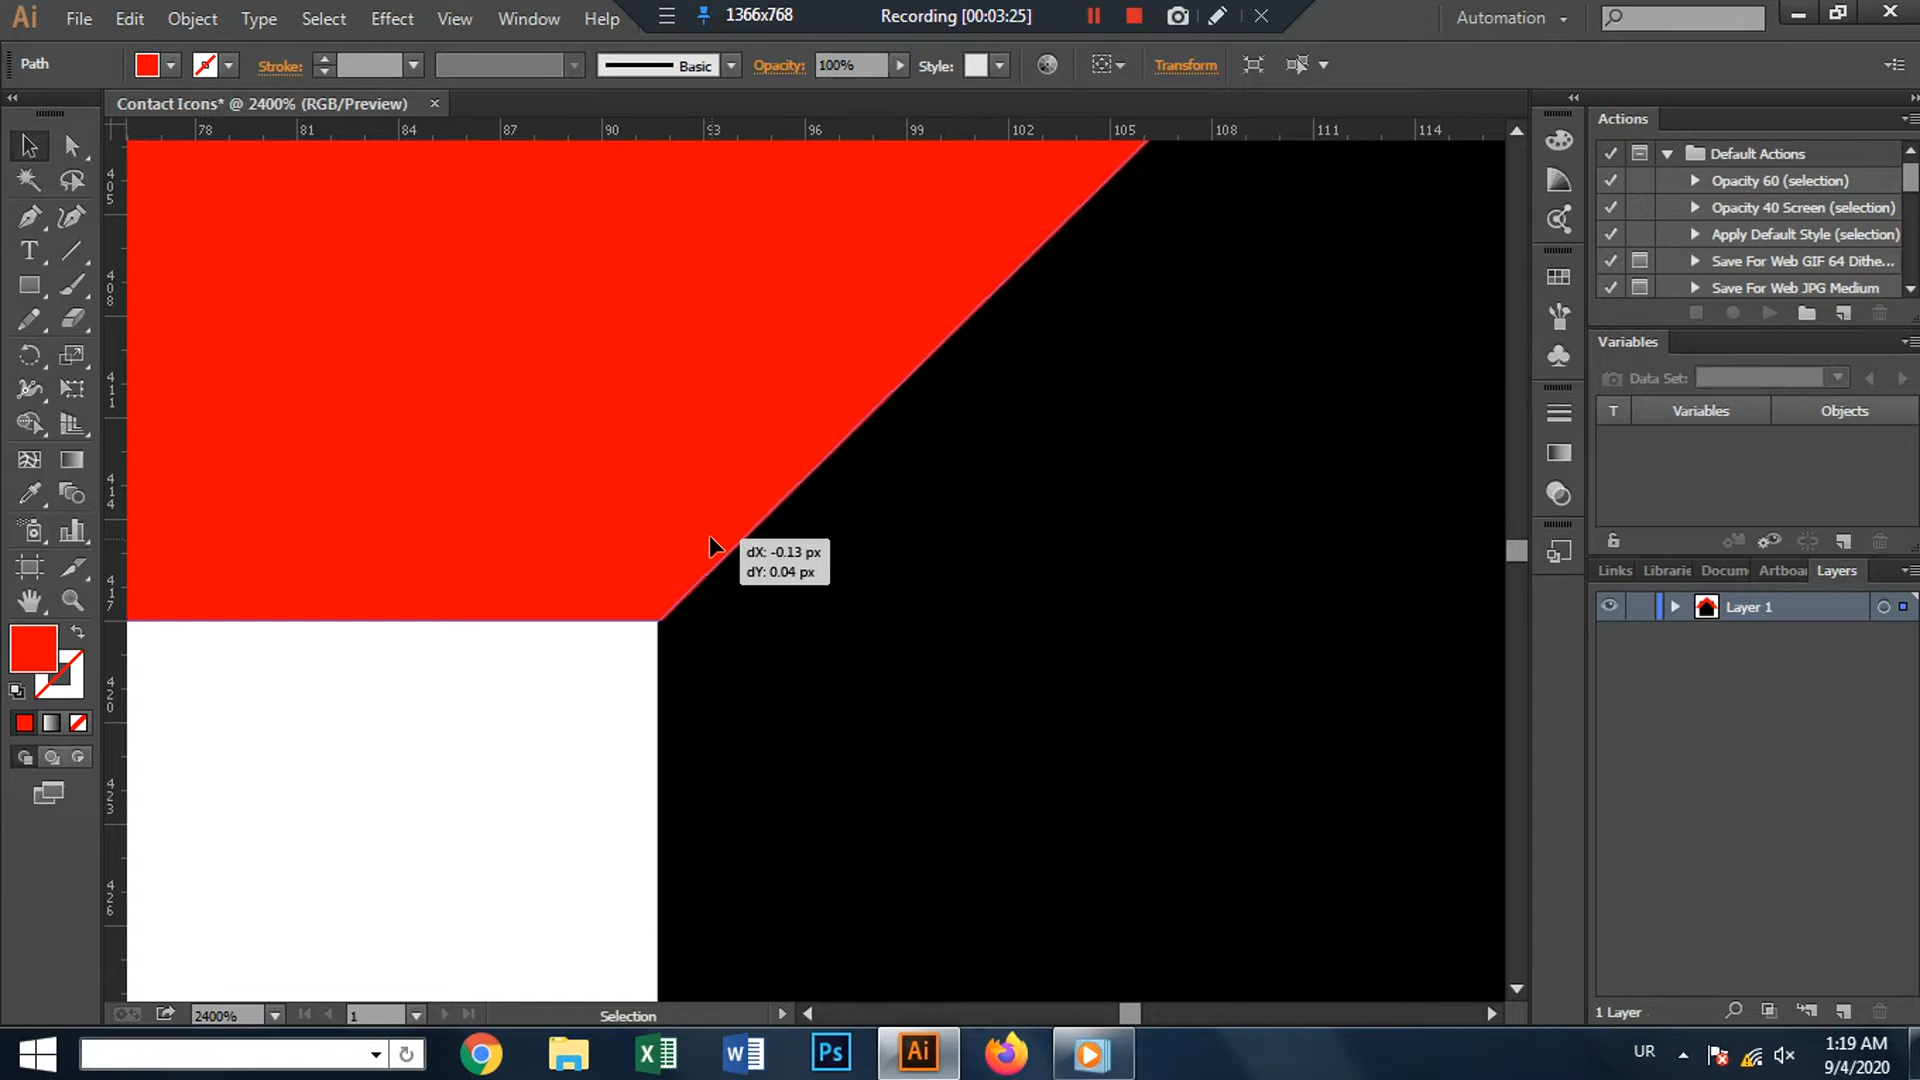 Ai File Edit Object Type Select Effect View Window Help
1366x768 Recording [00:03:25]
Automation
Path Stroke: Basic Opacity: 100% Style: Transform
Contact Icons* @ 2400% (RGB/Preview)
78 81 84 87 90 93 96 99 102 105 108 111 114
405
408
411
414
417
420
423
426
dX: -0.13 px
dY: 0.04 px
Actions
Default Actions
Opacity 60 (selection)
Opacity 40 Screen (selection)
Apply Default Style (selection)
Save For Web GIF 64 Dithe...
Save For Web JPG Medium
Variables
Data Set:
T Variables Objects
Links Librarie Docum Artboar Layers
Layer 1
1 Layer
2400% 1 Selection
Ps Ai
UR
1:19 AM
9/4/2020